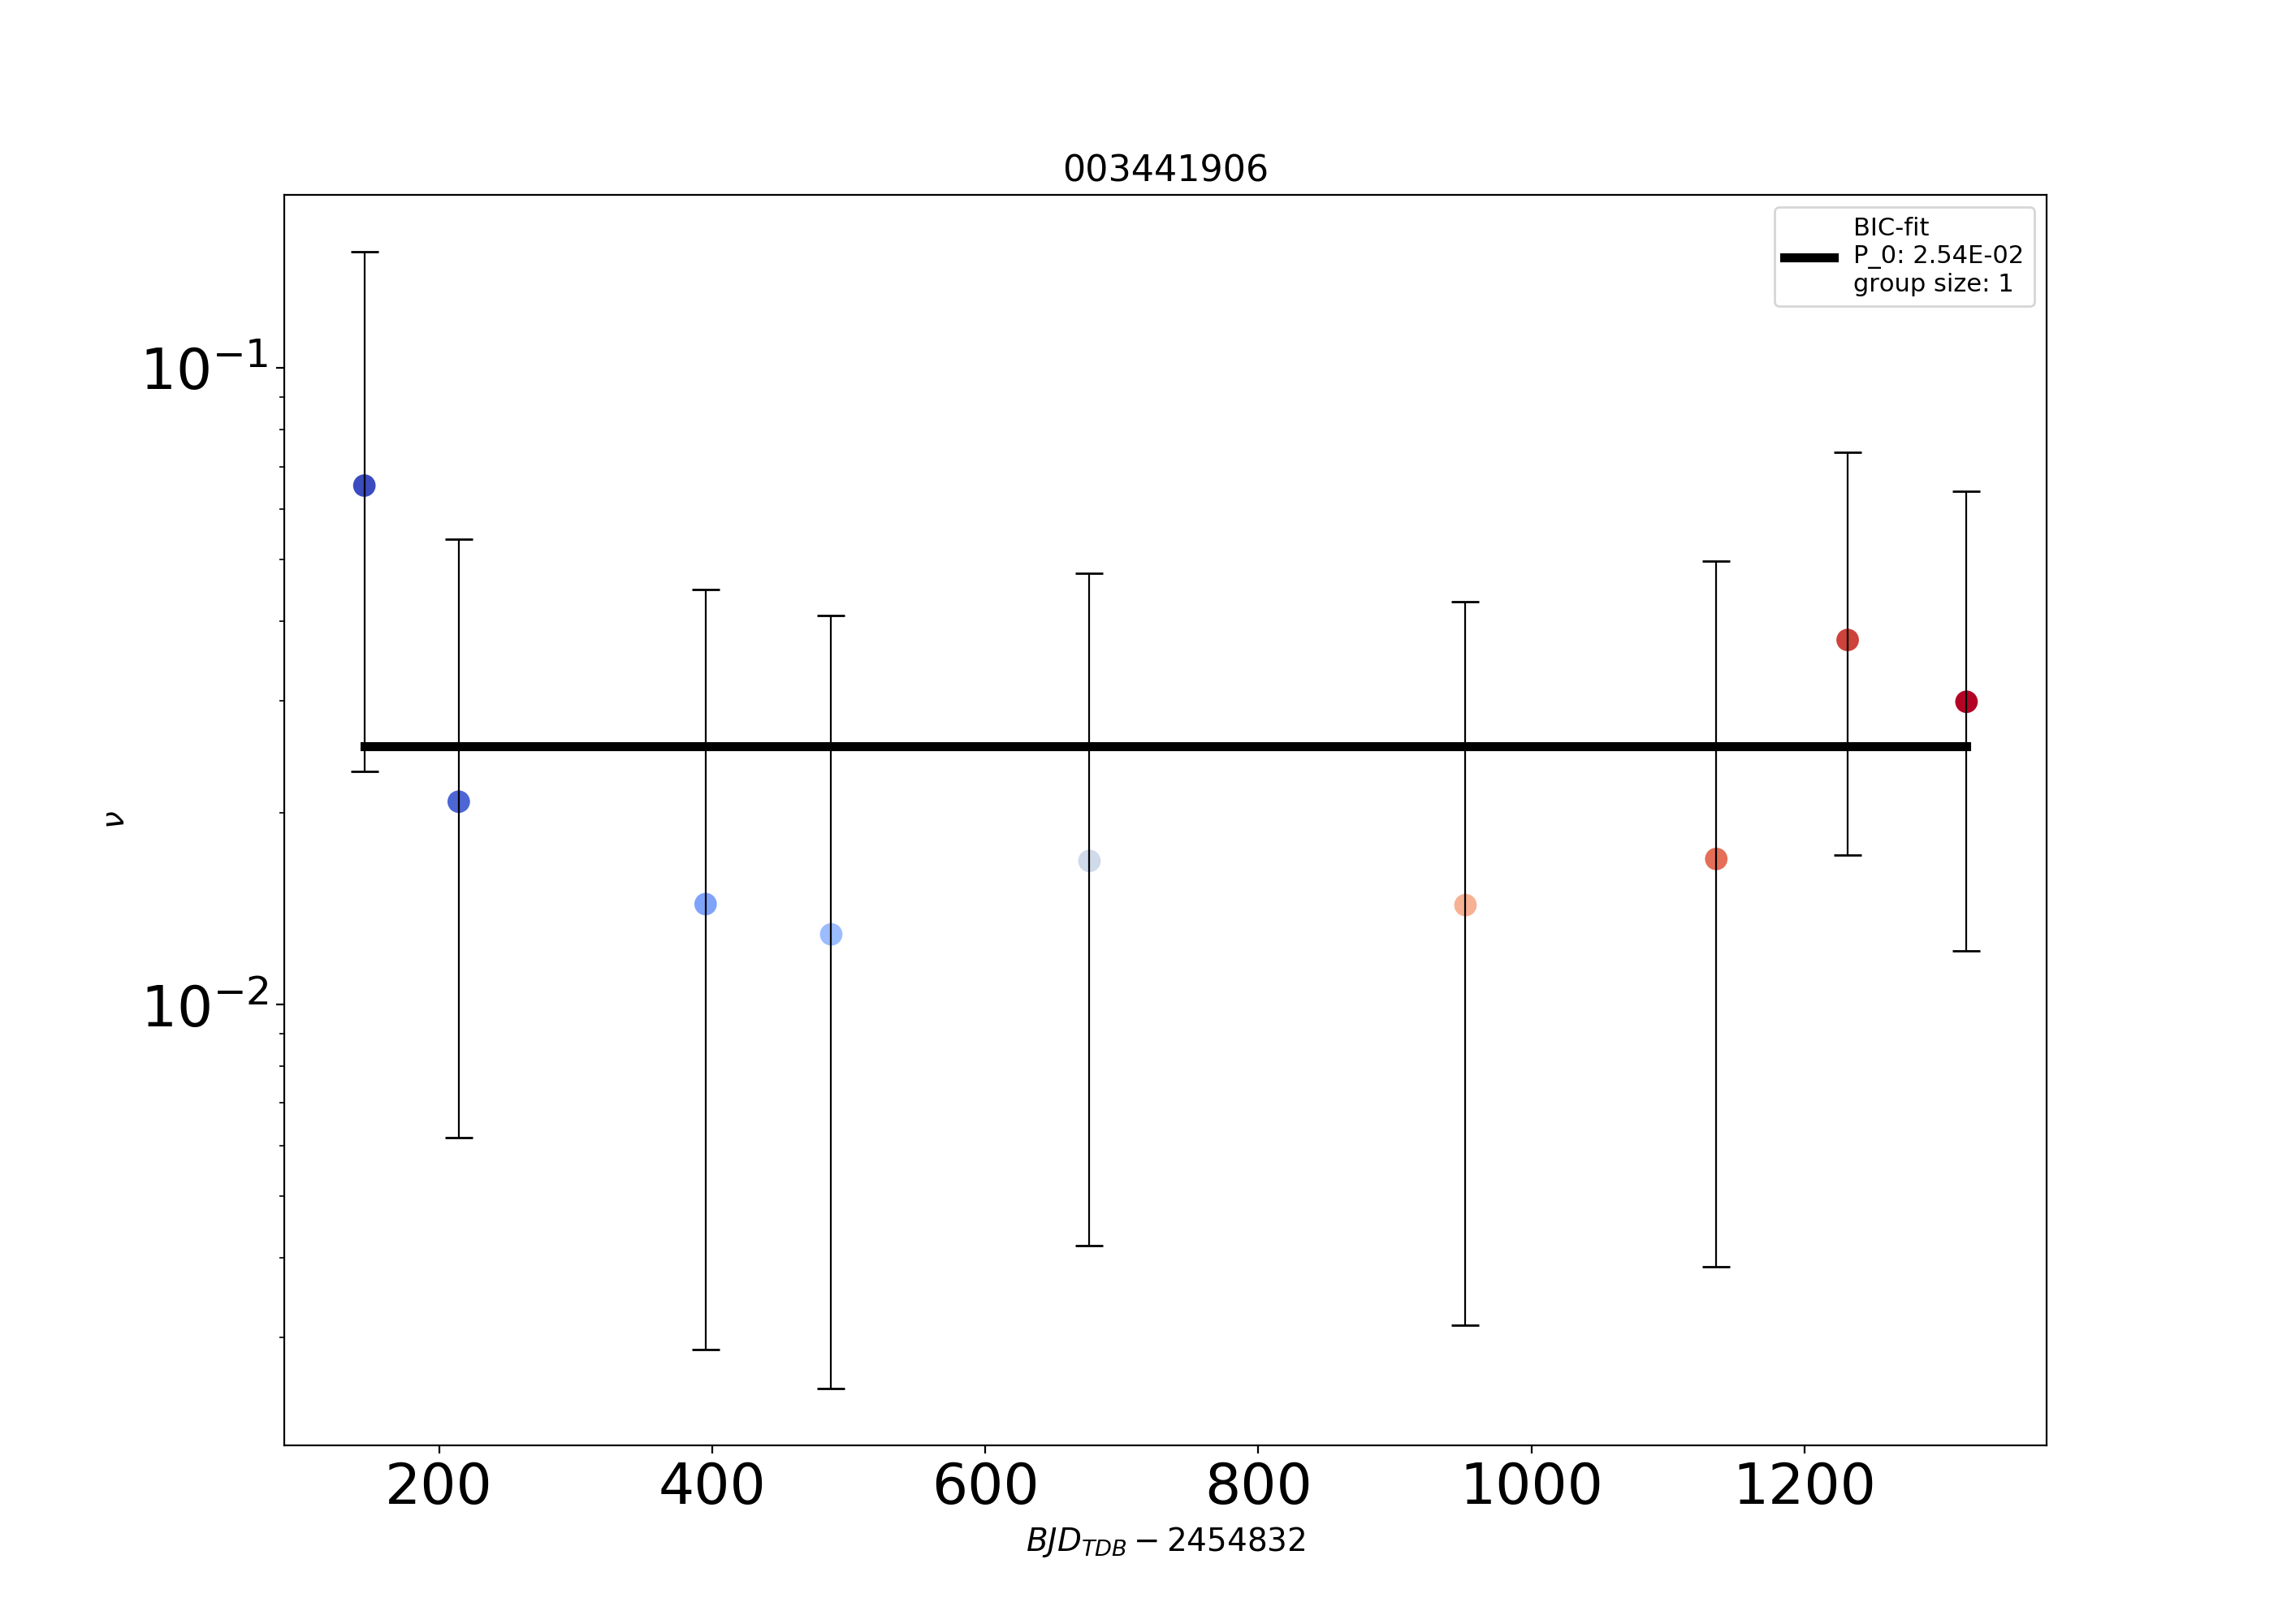 003441906
BIC-fit
P_0: 2.54E-02
group size: 1
10⁻¹
10⁻²
ν
200 400 600 800 1000 1200
BJD_TDB − 2454832